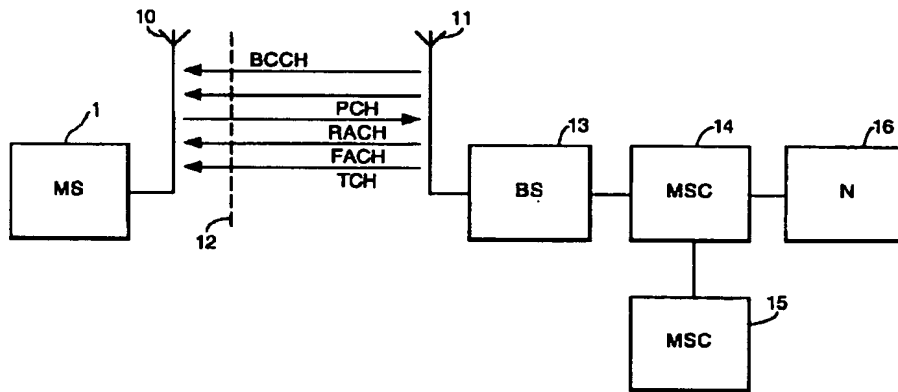 10
11
BCCH
PCH
RACH
FACH
TCH
12
1
MS
13
BS
14
MSC
16
N
15
MSC